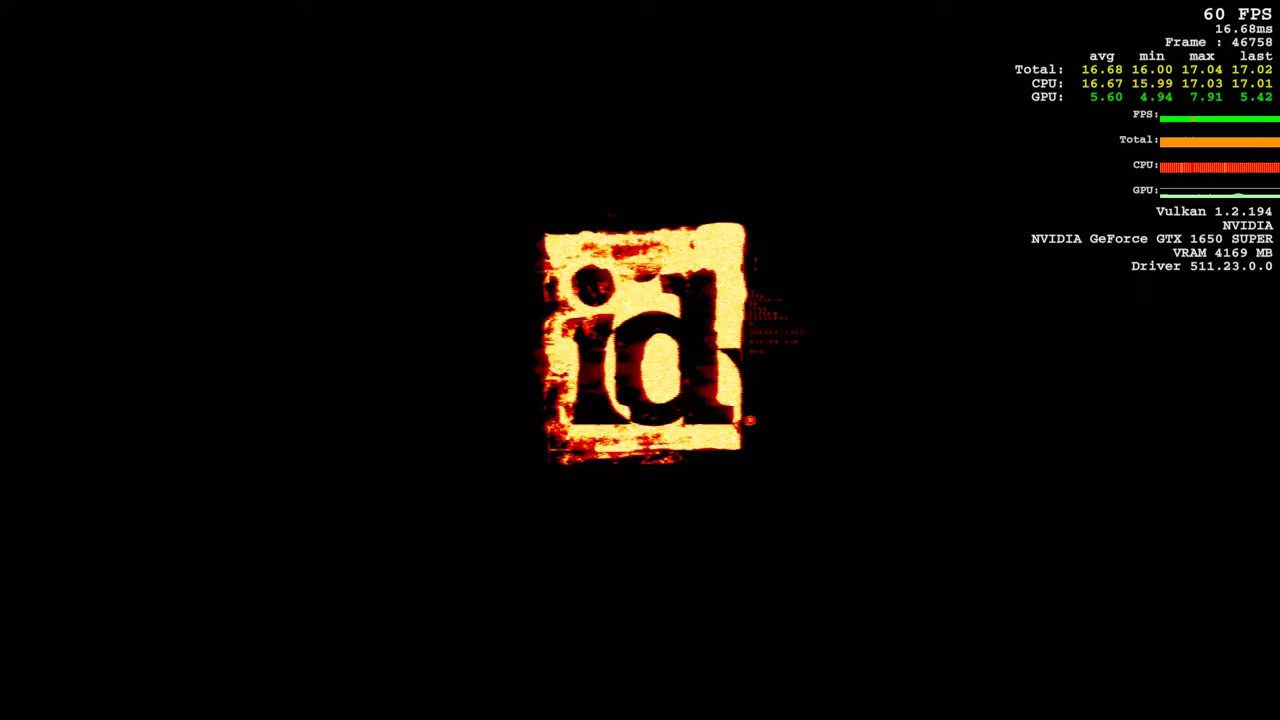 60 FPS
16.68ms
Frame : 46758
avg min max last
Total: 16.68 16.00 17.04 17.02
CPU: 16.67 15.99 17.03 17.01
GPU: 5.60 4.94 7.91 5.42
FPS:
Total:
CPU:
GPU:
Vulkan 1.2.194
NVIDIA
NVIDIA GeForce GTX 1650 SUPER
VRAM 4169 MB
Driver 511.23.0.0
id